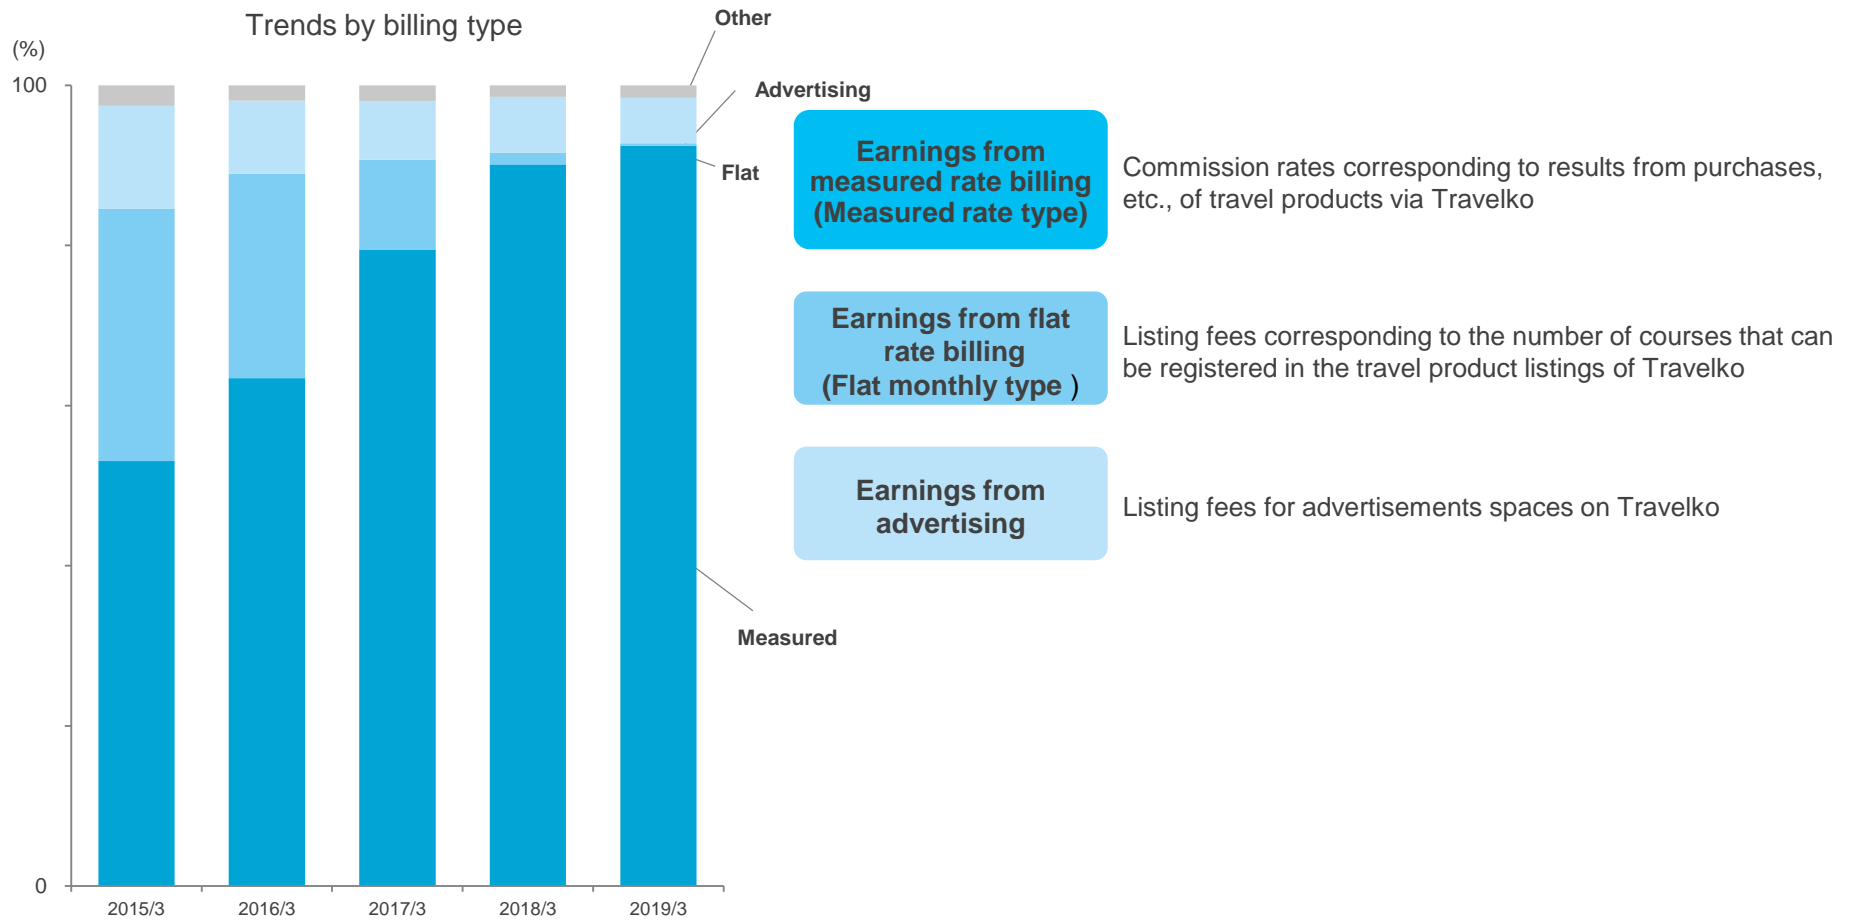 Trends by billing type
(%)
100
0
2015/3
2016/3
2017/3
2018/3
2019/3
Other
Advertising
Flat
Measured
Earnings from
measured rate billing
(Measured rate type)
Commission rates corresponding to results from purchases,
etc., of travel products via Travelko
Earnings from flat
rate billing
(Flat monthly type )
Listing fees corresponding to the number of courses that can
be registered in the travel product listings of Travelko
Earnings from
advertising
Listing fees for advertisements spaces on Travelko